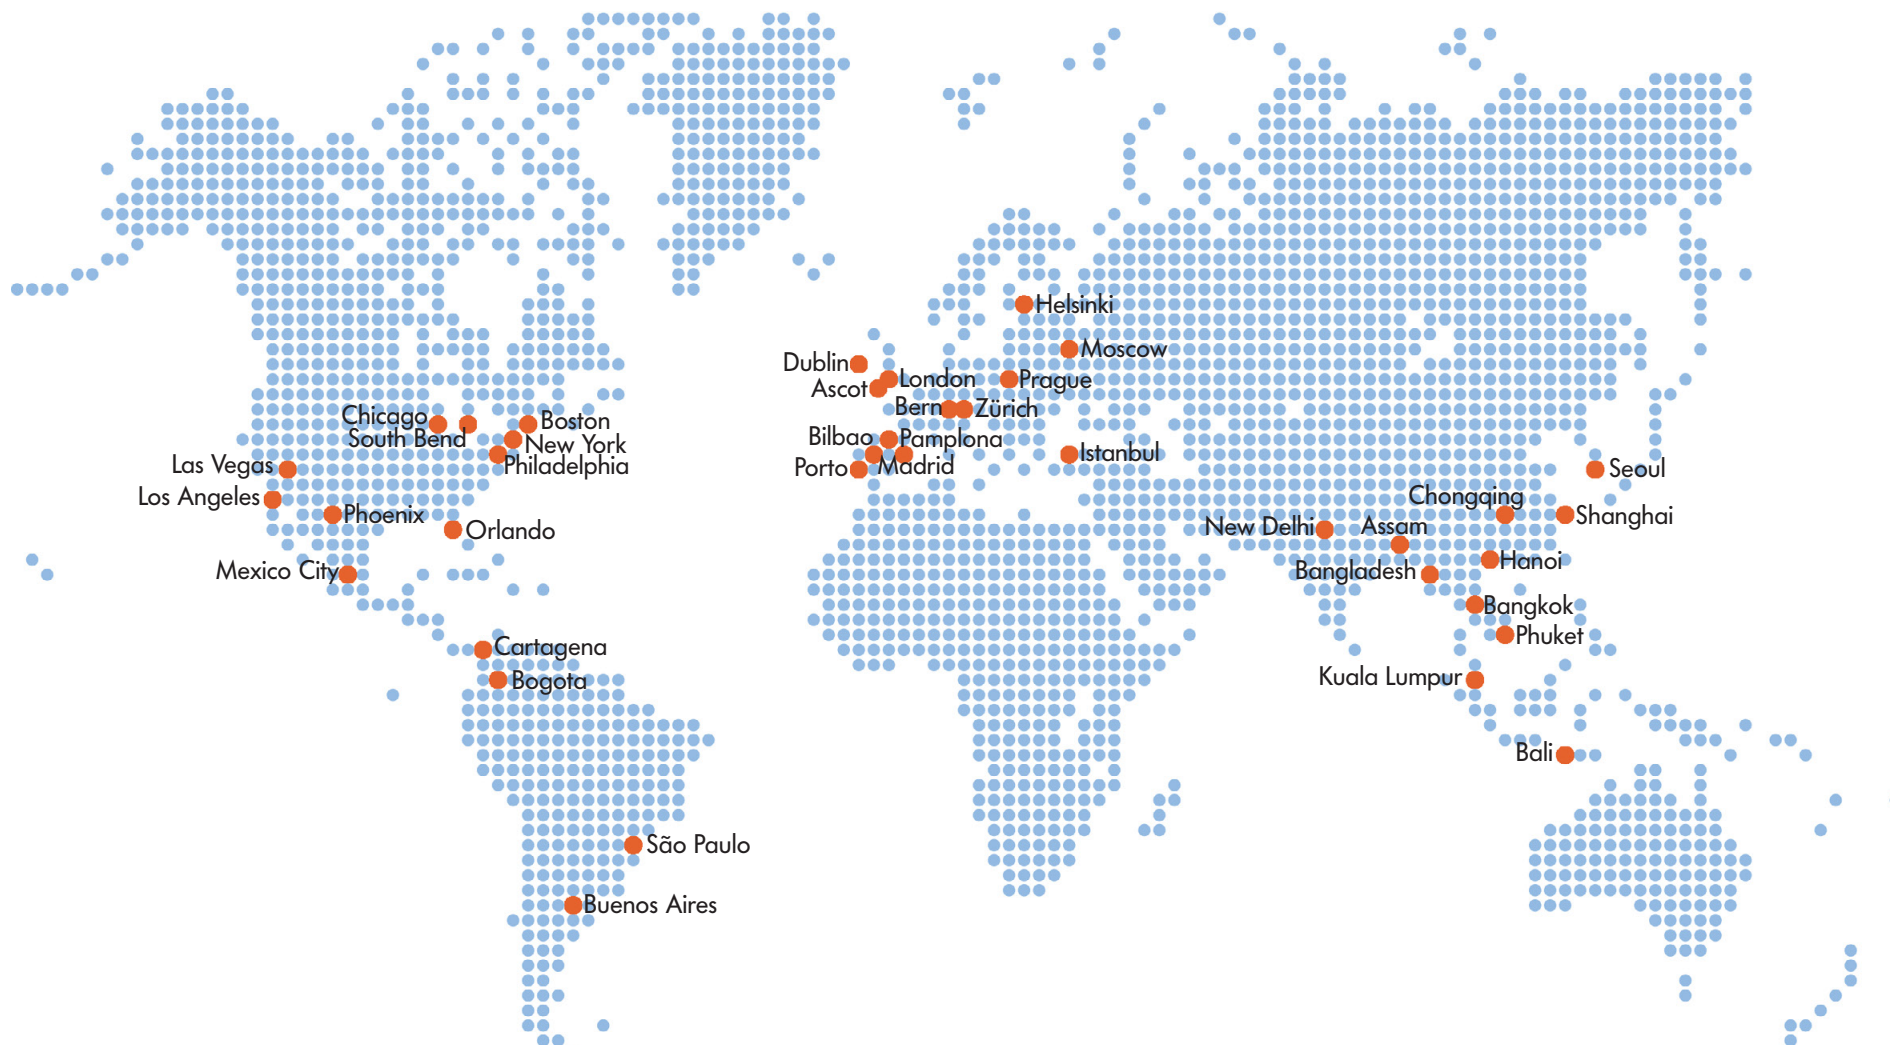 Helsinki
Moscow
Dublin
London
Ascot
Prague
Bern
Zürich
Chicago
Boston
South Bend
New York
Philadelphia
Bilbao
Pamplona
Istanbul
Las Vegas
Porto
Madrid
Seoul
Los Angeles
Chongqing
Phoenix
Shanghai
Orlando
New Delhi
Assam
Hanoi
Mexico City
Bangladesh
Bangkok
Phuket
Cartagena
Kuala Lumpur
Bogota
Bali
São Paulo
Buenos Aires